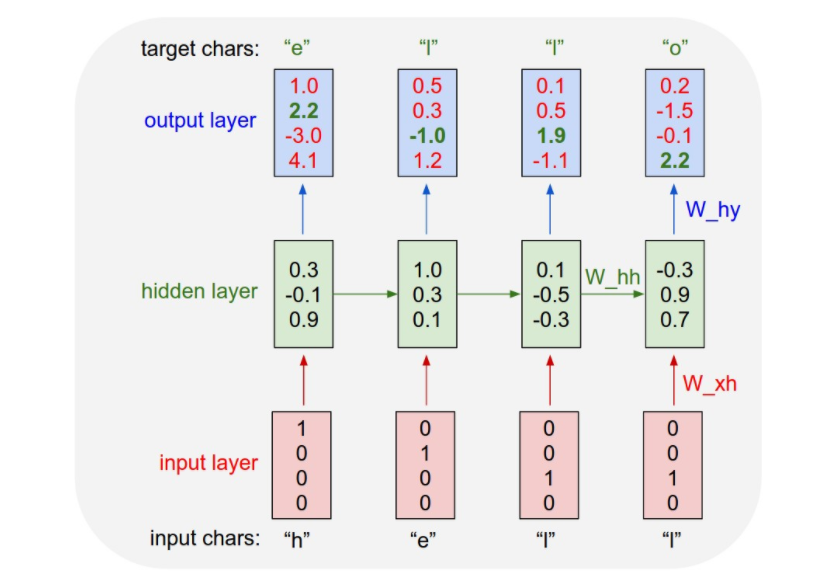 target chars: “e” “l” “l” “o”
output layer
1.0 0.5 0.1 0.2
2.2 0.3 0.5 -1.5
-3.0 -1.0 1.9 -0.1
4.1 1.2 -1.1 2.2
W_hy
hidden layer
0.3 1.0 0.1 -0.3
-0.1 0.3 -0.5 0.9
0.9 0.1 -0.3 0.7
W_hh
W_xh
input layer
1 0 0 0
0 1 0 0
0 0 1 1
0 0 0 0
input chars: “h” “e” “l” “l”